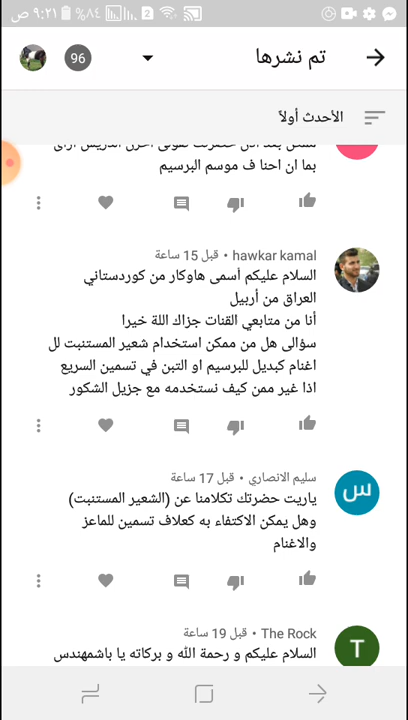 %٨٤ ٩:٢١ ص
2
تم نشرها
96
الأحدث أولاً
بما ان احنا ف موسم البرسيم
hawkar kamal • قبل 15 ساعة
السلام عليكم أسمى هاوكار من كوردستاني
العراق من أربيل
أنا من متابعي القنات جزاك اللة خيرا
سؤالى هل من ممكن استخدام شعير المستنبت لل
اغنام كبديل للبرسيم او التبن في تسمين السريع
اذا غير ممن كيف نستخدمه مع جزيل الشكور
سليم الانصاري • قبل 17 ساعة
س
ياريت حضرتك تكلامنا عن (الشعير المستنبت)
وهل يمكن الاكتفاء به كعلاف تسمين للماعز
والاغنام
The Rock • قبل 19 ساعة
T
السلام عليكم و رحمة الله و بركاته يا باشمهندس